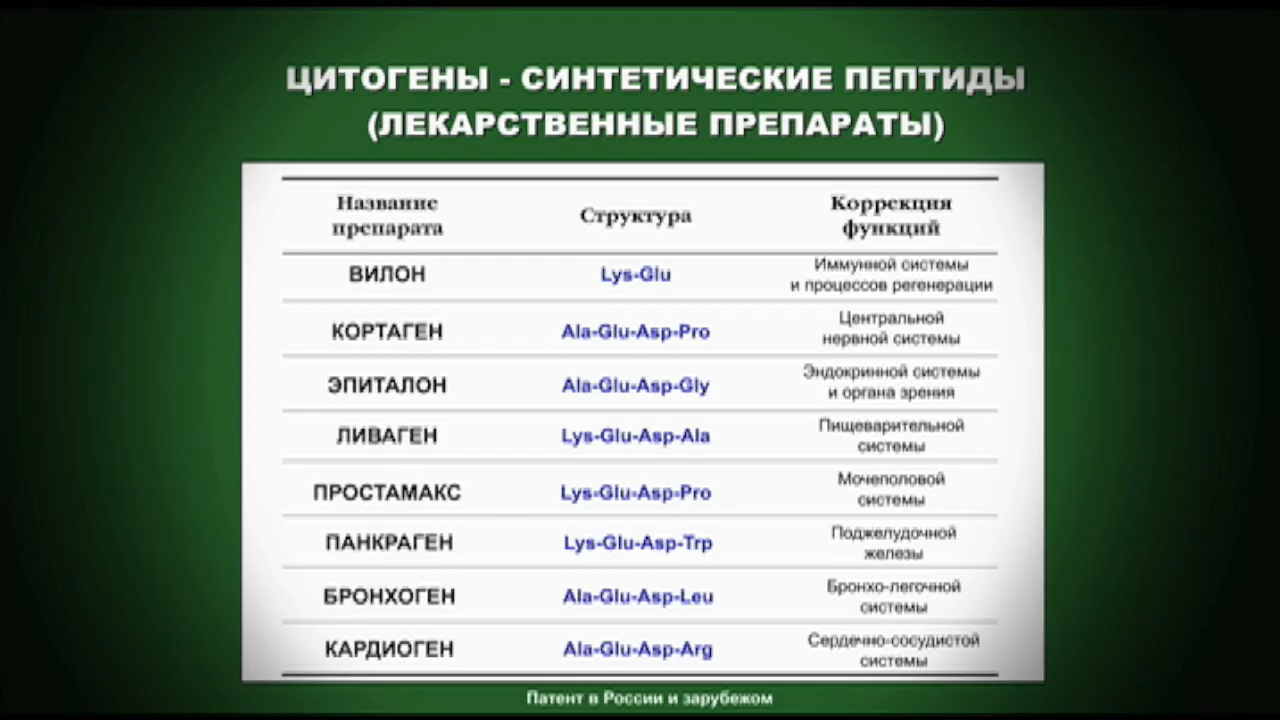 ЦИТОГЕНЫ - СИНТЕТИЧЕСКИЕ ПЕПТИДЫ
(ЛЕКАРСТВЕННЫЕ ПРЕПАРАТЫ)
Название препарата Структура Коррекция функций
ВИЛОН Lys-Glu Иммунной системы и процессов регенерации
КОРТАГЕН Ala-Glu-Asp-Pro Центральной нервной системы
ЭПИТАЛОН Ala-Glu-Asp-Gly Эндокринной системы и органа зрения
ЛИВАГЕН Lys-Glu-Asp-Ala Пищеварительной системы
ПРОСТАМАКС Lys-Glu-Asp-Pro Мочеполовой системы
ПАНКРАГЕН Lys-Glu-Asp-Trp Поджелудочной железы
БРОНХОГЕН Ala-Glu-Asp-Leu Бронхо-легочной системы
КАРДИОГЕН Ala-Glu-Asp-Arg Сердечно-сосудистой системы
Патент в России и зарубежом